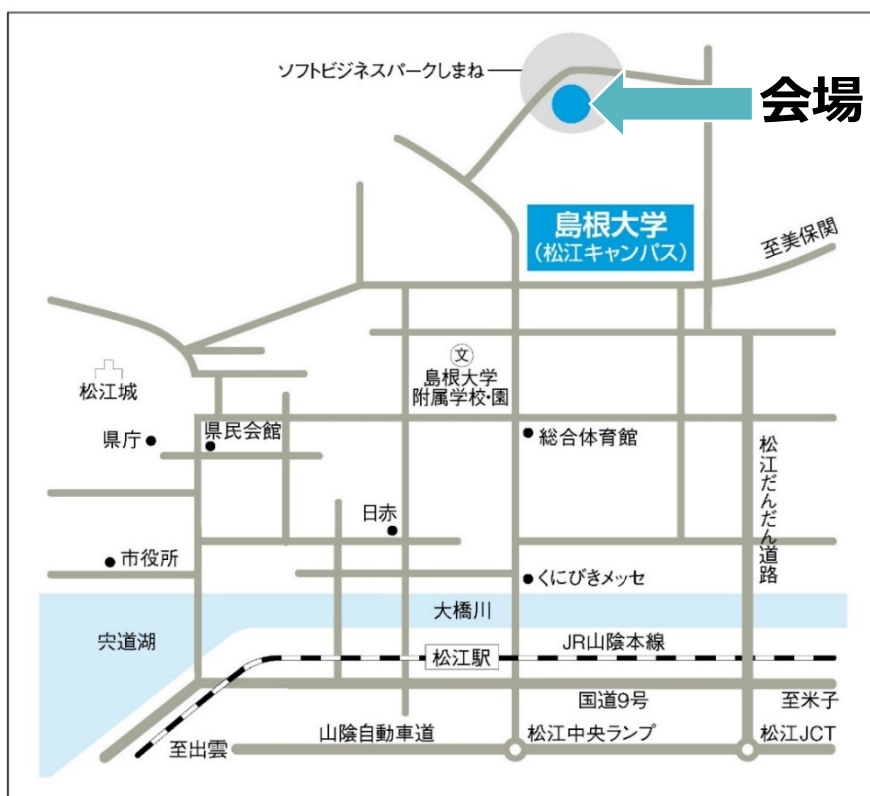 ソフトビジネスパークしまね
会場
島根大学
(松江キャンパス)
至美保関
文
島根大学
附属学校・園
松江城
県庁
県民会館
総合体育館
松江だんだん道路
日赤
市役所
くにびきメッセ
大橋川
宍道湖
JR山陰本線
松江駅
国道9号
至米子
山陰自動車道
松江中央ランプ
松江JCT
至出雲